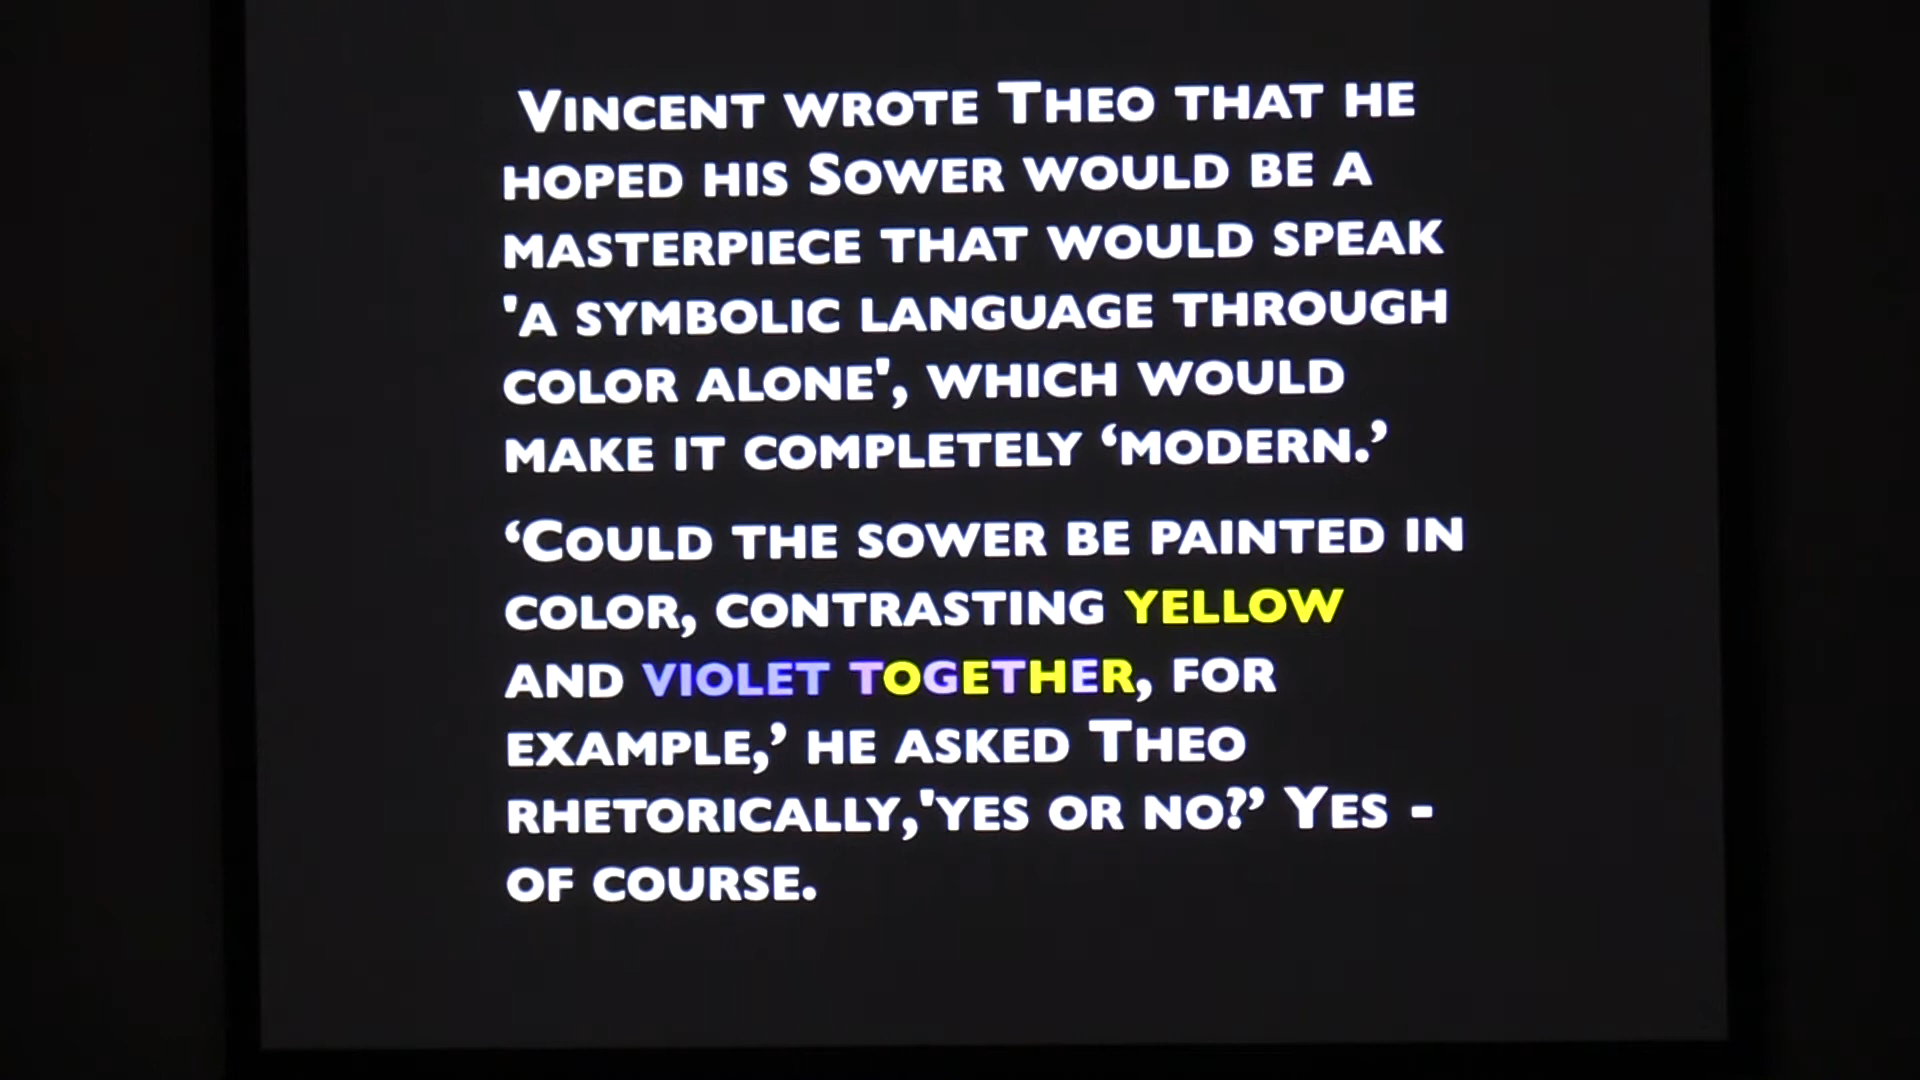 Vincent wrote Theo that he
hoped his Sower would be a
masterpiece that would speak
'a symbolic language through
color alone', which would
make it completely ‘modern.’
‘Could the sower be painted in
color, contrasting yellow
and violet together, for
example,’ he asked Theo
rhetorically,'yes or no?’ Yes -
of course.